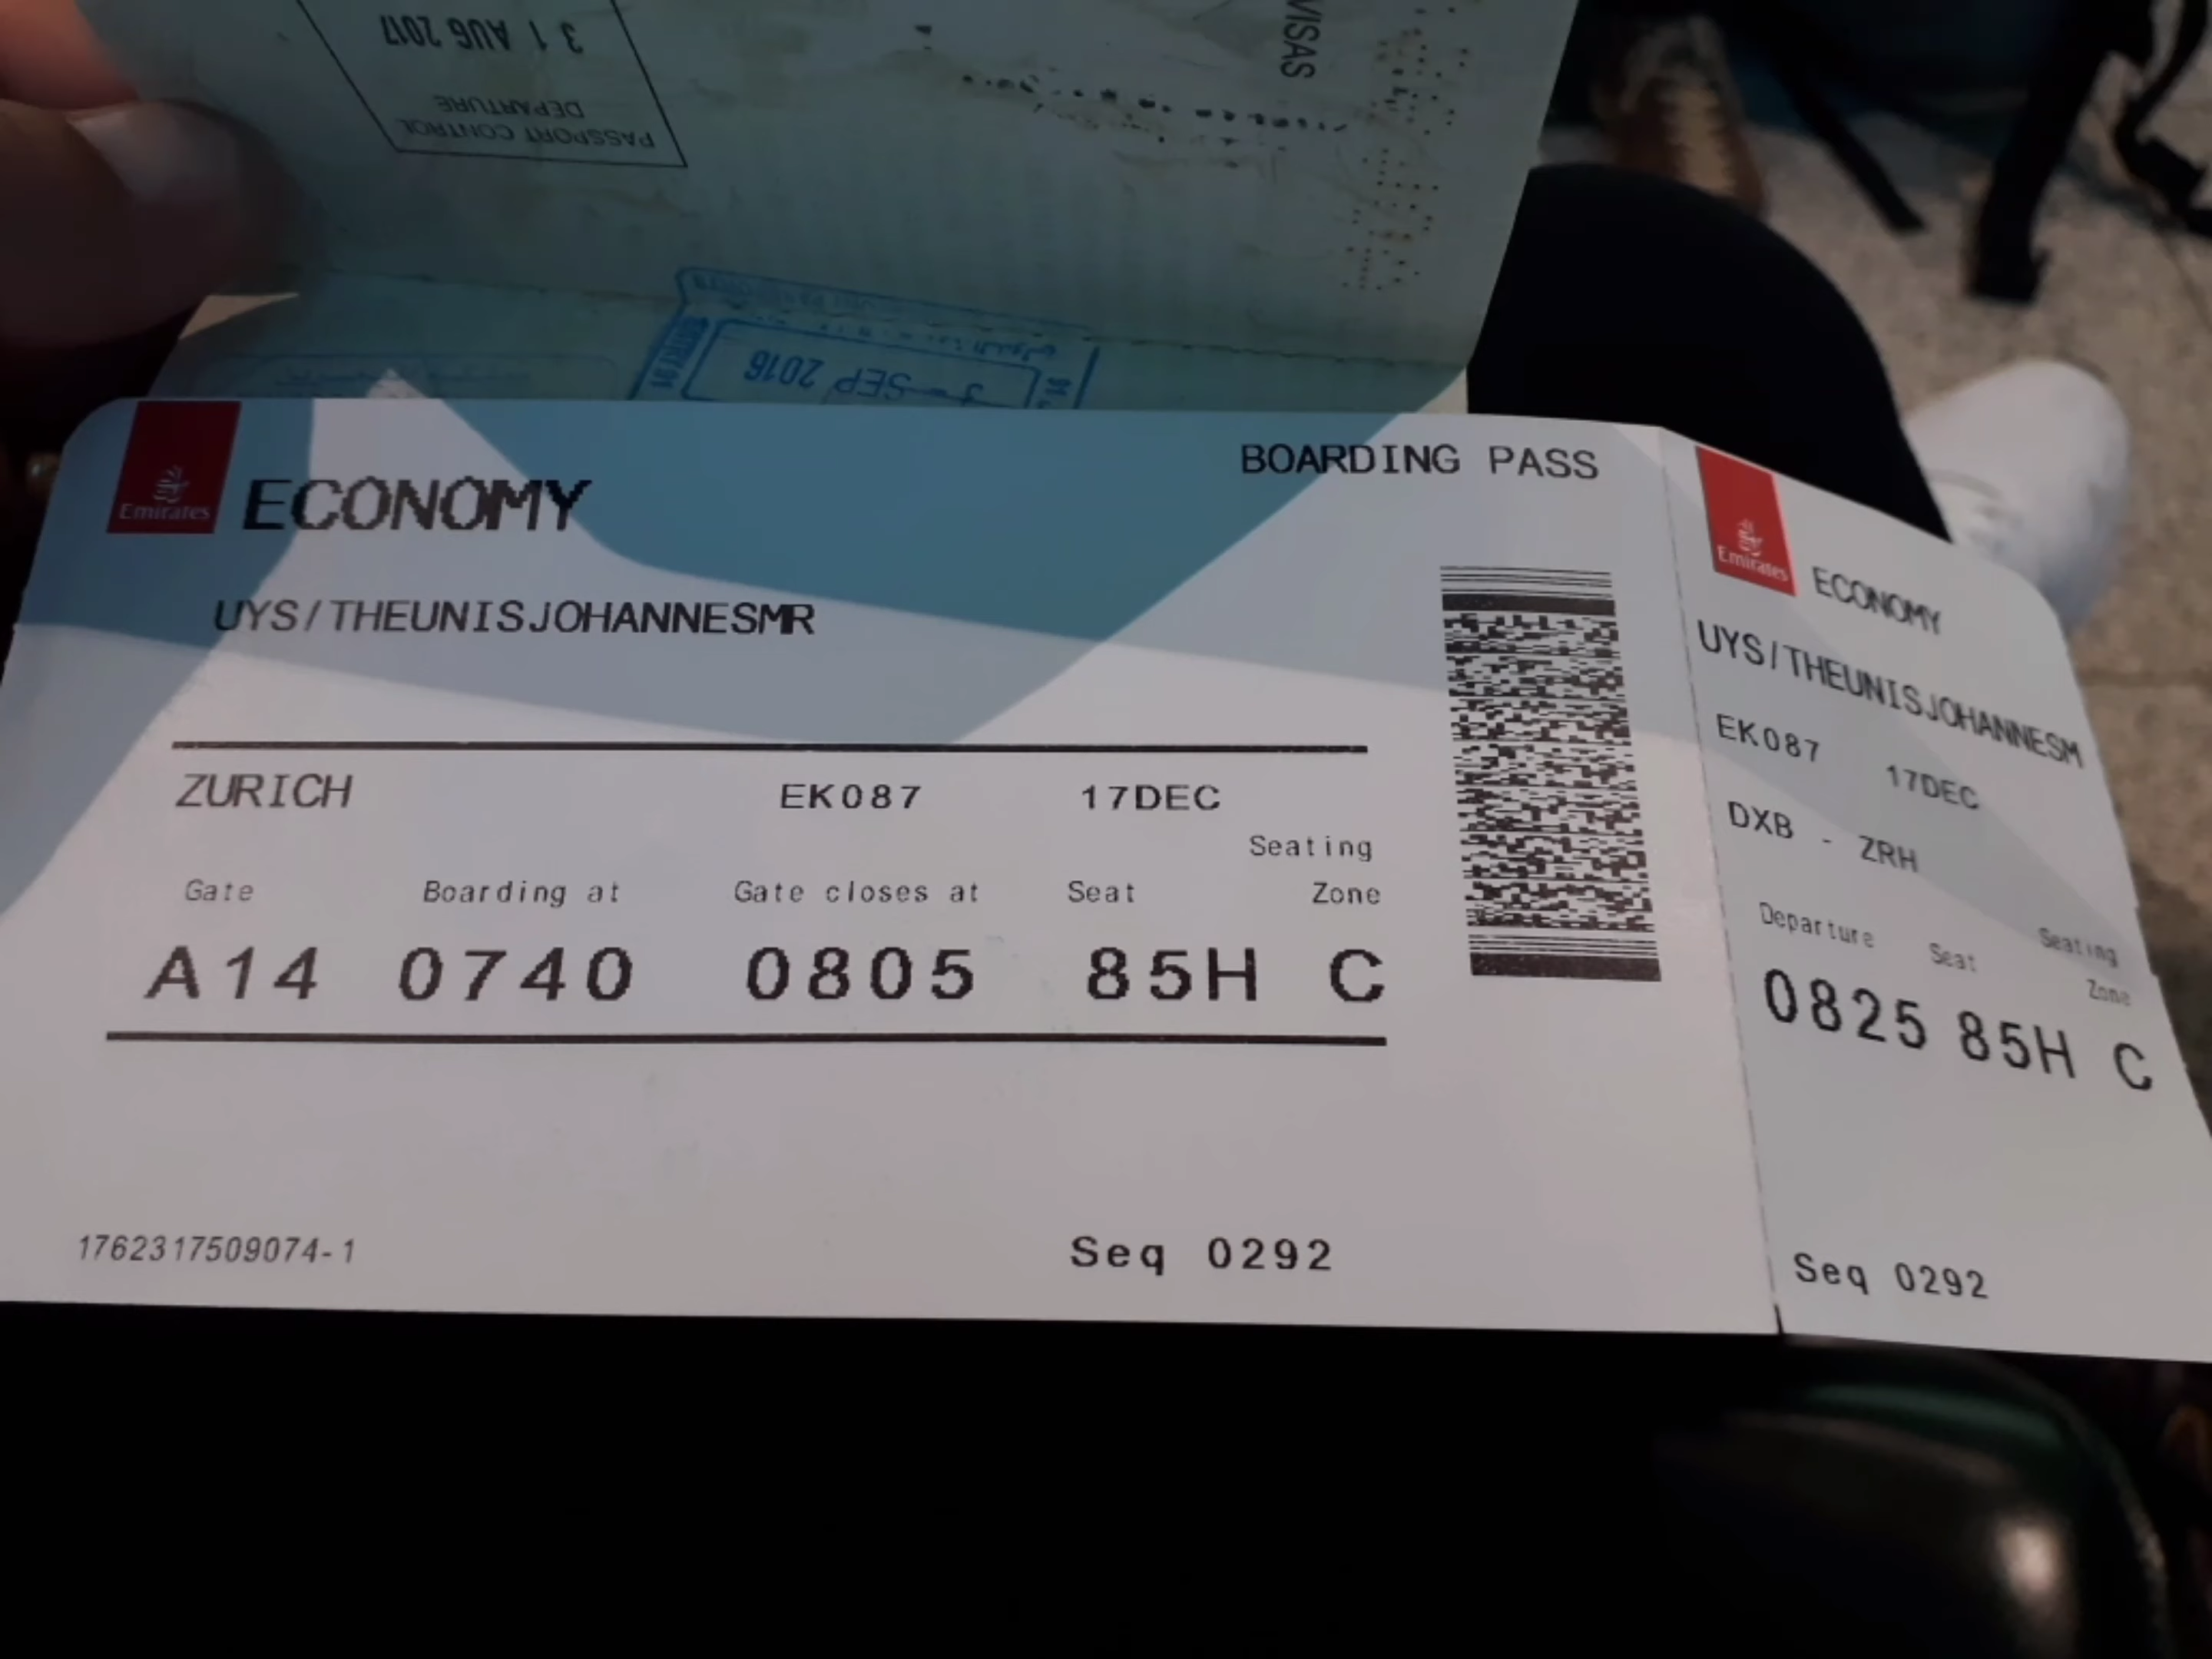 VISAS
31 AUG 2017
DEPARTURE
PASSPORT CONTROL
SEP 2016
BOARDING PASS
Emirates
ECONOMY
UYS/THEUNISJOHANNESMR
ZURICH EK087 17DEC
Seating
Gate Boarding at Gate closes at Seat Zone
A14 0740 0805 85H C
1762317509074-1 Seq 0292
Emirates
ECONOMY
UYS/THEUNISJOHANNESM
EK087 17DEC
DXB - ZRH
Departure Seat Seating
Zone
0825 85H C
Seq 0292